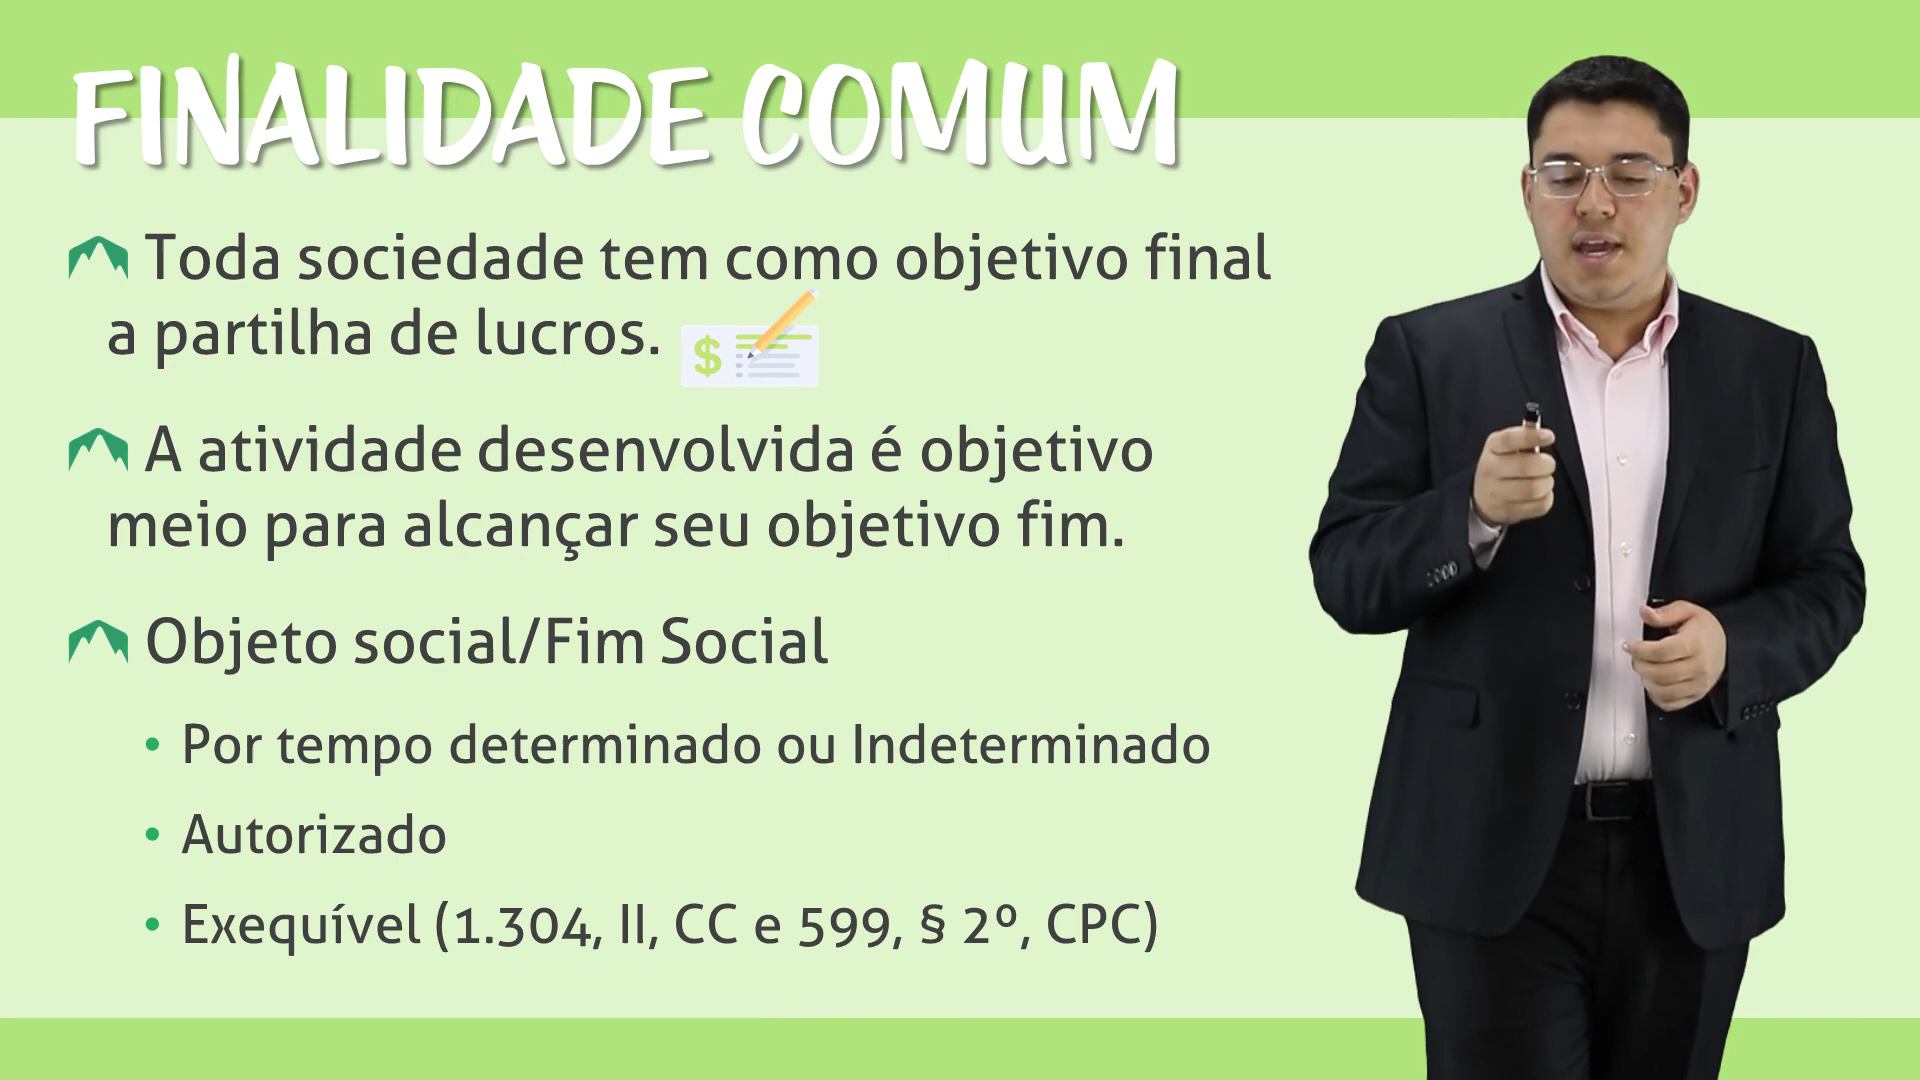 FINALIDADE COMUM
Toda sociedade tem como objetivo final
a partilha de lucros.
$
A atividade desenvolvida é objetivo
meio para alcançar seu objetivo fim.
Objeto social/Fim Social
• Por tempo determinado ou Indeterminado
• Autorizado
• Exequível (1.304, II, CC e 599, § 2º, CPC)